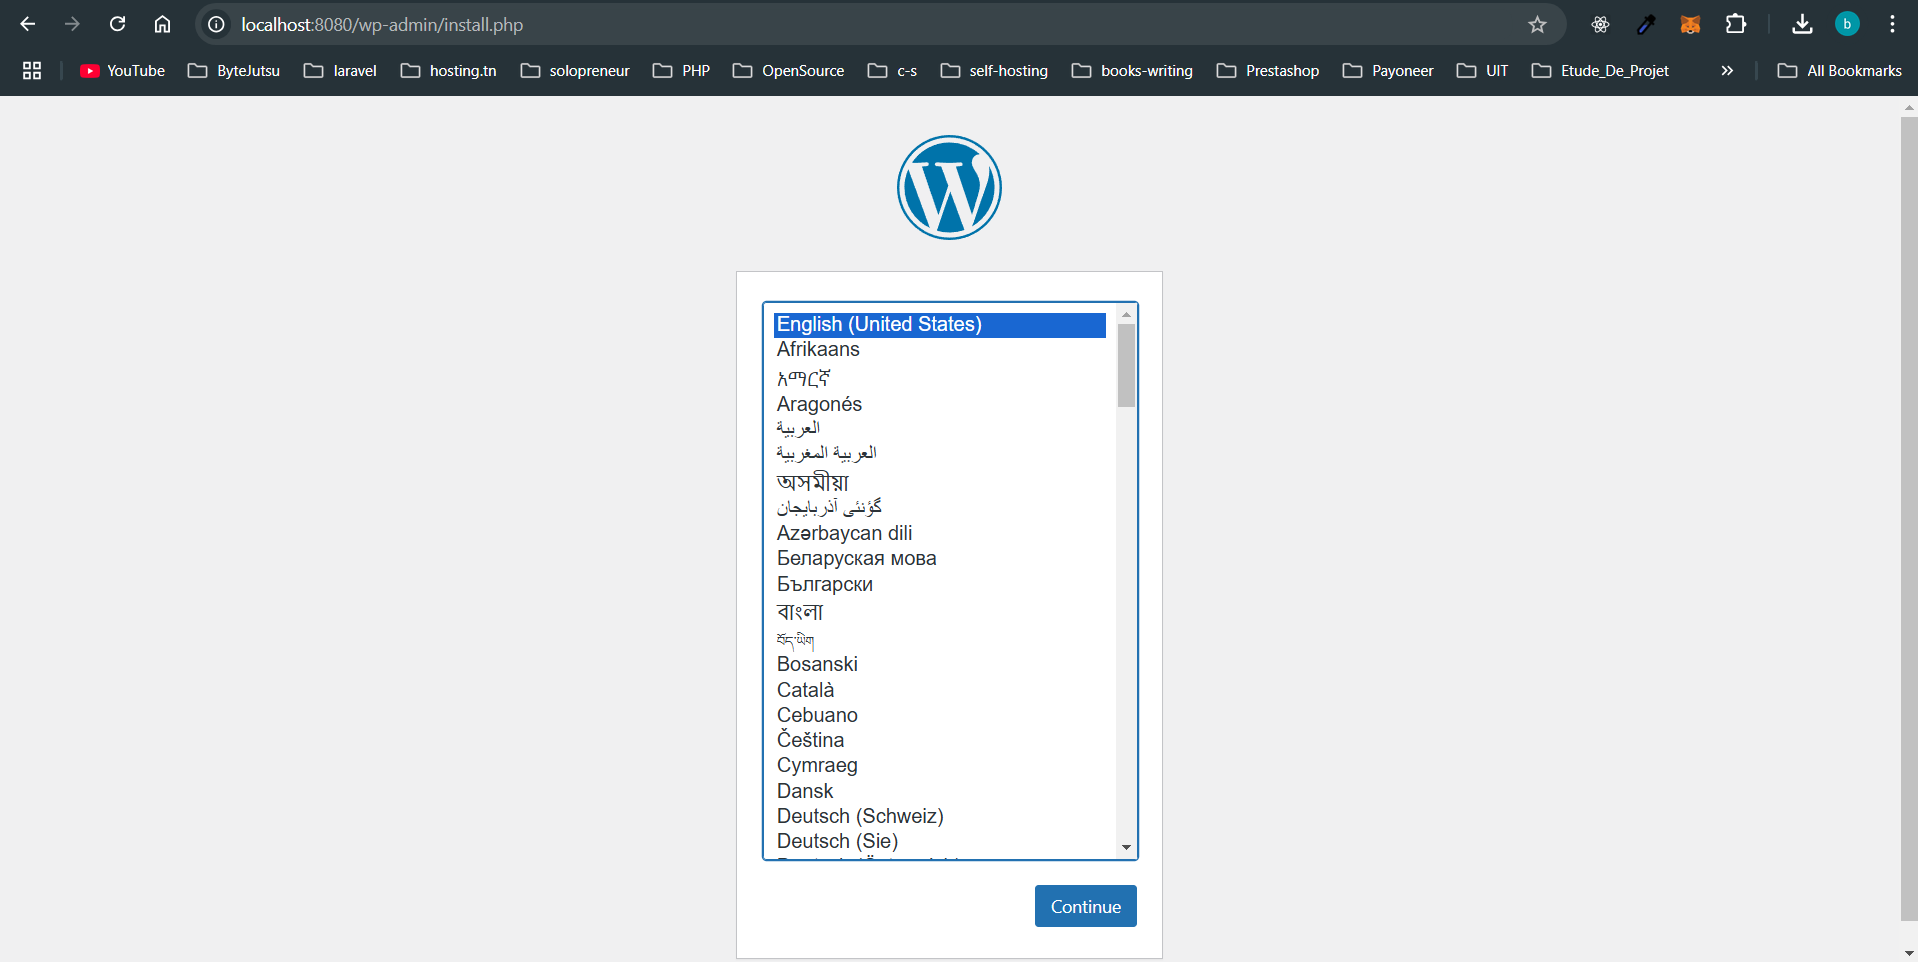 localhost:8080/wp-admin/install.php
b
YouTube ByteJutsu laravel hosting.tn solopreneur PHP OpenSource c-s self-hosting books-writing Prestashop Payoneer UIT Etude_De_Projet All Bookmarks
English (United States)
Afrikaans
አማርኛ
Aragonés
العربية
العربية المغربية
অসমীয়া
گؤنئی آذربایجان
Azərbaycan dili
Беларуская мова
Български
বাংলা
བོད་ཡིག
Bosanski
Català
Cebuano
Čeština
Cymraeg
Dansk
Deutsch (Schweiz)
Deutsch (Sie)
Continue